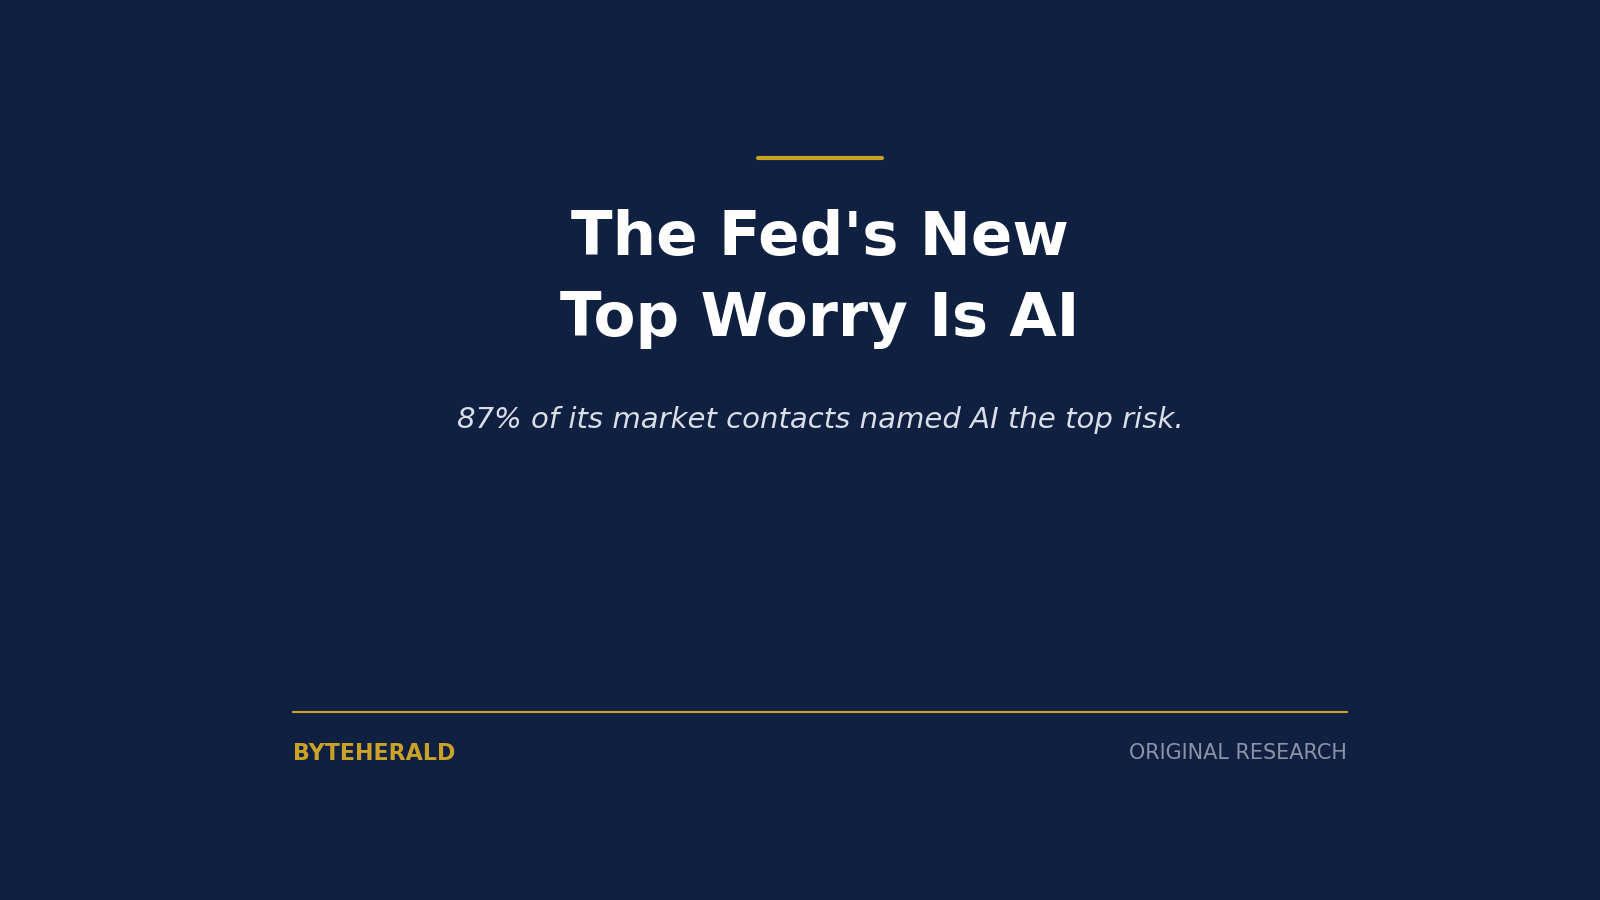 The Fed's New
Top Worry Is AI
87% of its market contacts named AI the top risk.
BYTEHERALD
ORIGINAL RESEARCH